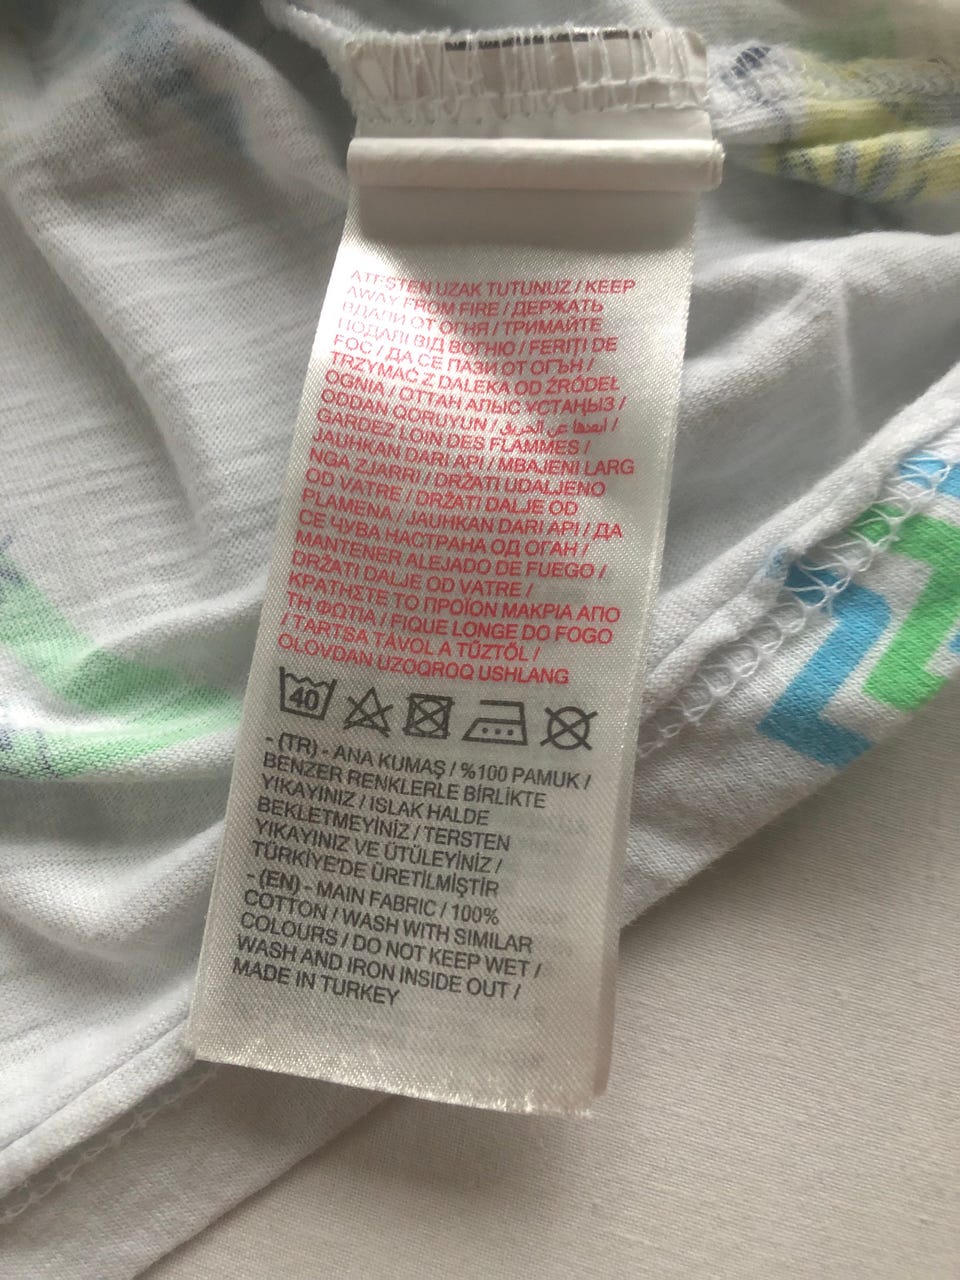 ATEŞTEN UZAK TUTUNUZ / KEEP
AWAY FROM FIRE / ДЕРЖАТЬ
ВДАЛИ ОТ ОГНЯ / ТРИМАЙТЕ
ПОДАЛІ ВІД ВОГНЮ / FERIȚI DE
FOC / ДА СЕ ПАЗИ ОТ ОГЪН /
TRZYMAĆ Z DALEKA OD ŹRÓDEŁ
OGNIA / ОТТАН АЛЫС ҰСТАҢЫЗ /
ODDAN QORUYUN / ابعدها عن الحريق /
GARDEZ LOIN DES FLAMMES /
JAUHKAN DARI API / MBAJENI LARG
NGA ZJARRI / DRŽATI UDALJENO
OD VATRE / DRŽATI DALJE OD
PLAMENA / JAUHKAN DARI API / ДА
СЕ ЧУВА НАСТРАНА ОД ОГАН /
MANTENER ALEJADO DE FUEGO /
DRŽATI DALJE OD VATRE /
ΚΡΑΤΗΣΤΕ ΤΟ ΠΡΟΪΟΝ ΜΑΚΡΙΑ ΑΠΟ
ΤΗ ΦΩΤΙΑ / FIQUE LONGE DO FOGO
/ TARTSA TÁVOL A TŰZTŐL /
OLOVDAN UZOQROQ USHLANG
40
- (TR) - ANA KUMAŞ / %100 PAMUK /
BENZER RENKLERLE BİRLİKTE
YIKAYINIZ / ISLAK HALDE
BEKLETMEYİNİZ / TERSTEN
YIKAYINIZ VE ÜTÜLEYİNİZ /
TÜRKİYE'DE ÜRETİLMİŞTİR
- (EN) - MAIN FABRIC / 100%
COTTON / WASH WITH SIMILAR
COLOURS / DO NOT KEEP WET /
WASH AND IRON INSIDE OUT /
MADE IN TURKEY